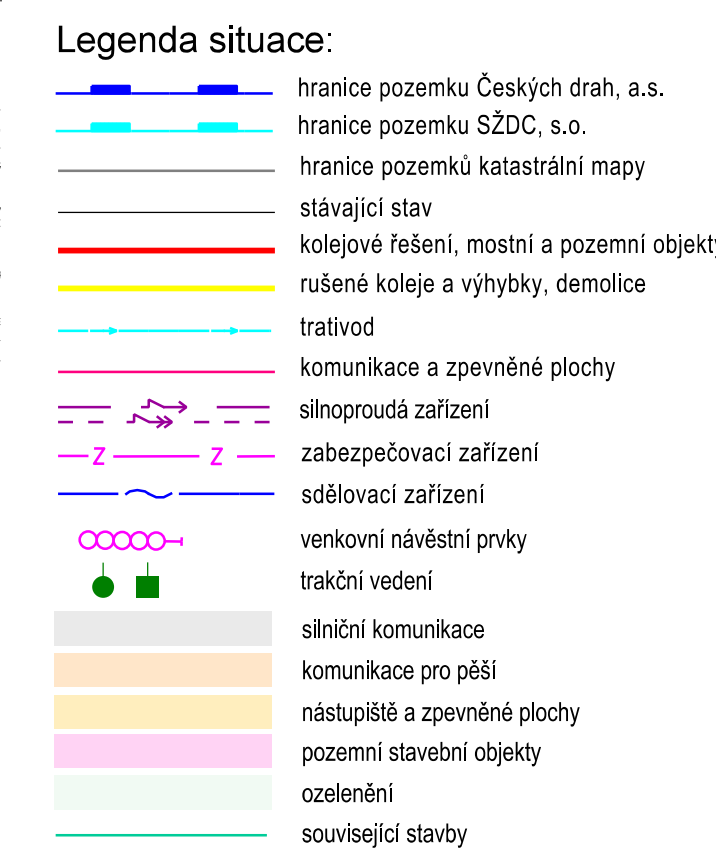 Legenda situace:
hranice pozemku Českých drah, a.s.
hranice pozemku SŽDC, s.o.
hranice pozemků katastrální mapy
stávající stav
kolejové řešení, mostní a pozemní objekty
rušené koleje a výhybky, demolice
trativod
komunikace a zpevněné plochy
silnoproudá zařízení
Z Z zabezpečovací zařízení
sdělovací zařízení
venkovní návěstní prvky
trakční vedení
silniční komunikace
komunikace pro pěší
nástupiště a zpevněné plochy
pozemní stavební objekty
ozelenění
související stavby